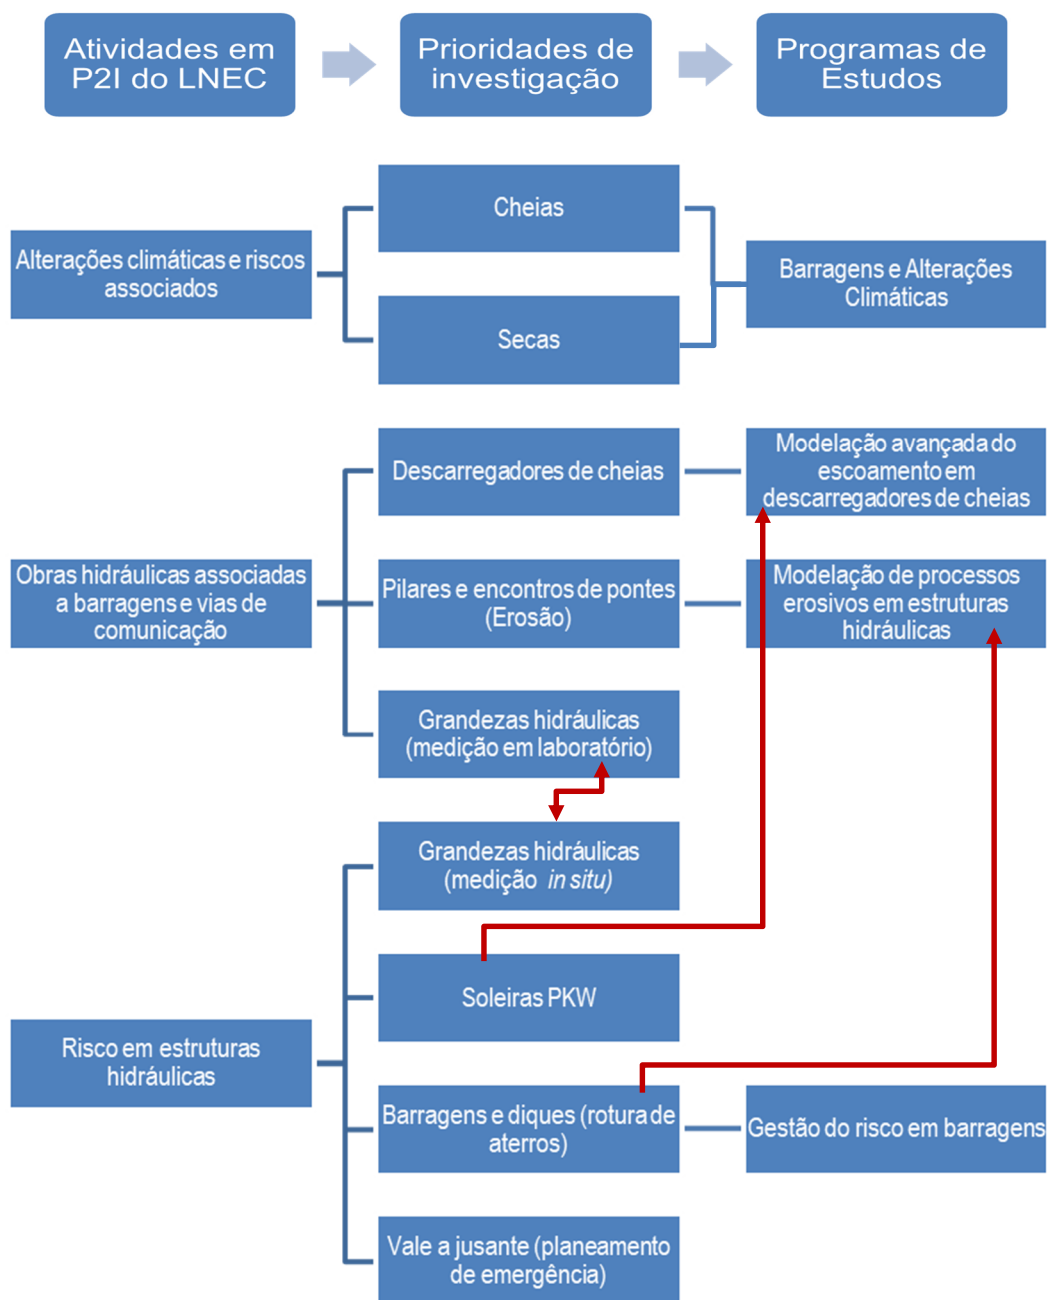 Atividades em
P2I do LNEC
Prioridades de
investigação
Programas de
Estudos
Alterações climáticas e riscos
associados
Cheias
Secas
Barragens e Alterações
Climáticas
Obras hidráulicas associadas
a barragens e vias de
comunicação
Descarregadores de cheias
Modelação avançada do
escoamento em
descarregadores de cheias
Pilares e encontros de pontes
(Erosão)
Modelação de processos
erosivos em estruturas
hidráulicas
Grandezas hidráulicas
(medição em laboratório)
Risco em estruturas
hidráulicas
Grandezas hidráulicas
(medição in situ)
Soleiras PKW
Barragens e diques (rotura de
aterros)
Gestão do risco em barragens
Vale a jusante (planeamento
de emergência)